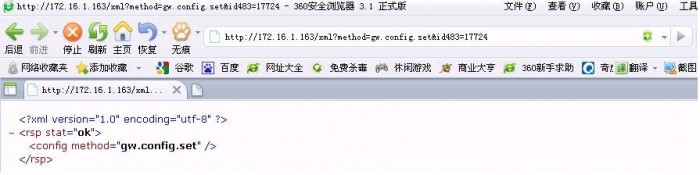 http://172.16.1.163/xml?method=gw.config.set&id483=17724 - 360安全浏览器 3.1 正式版
文件 查看(V) 收藏(B) 账户(U) 工具
后退 前进 停止 刷新 主页 恢复 无痕
http://172.16.1.163/xml?method=gw.config.set&id483=17724
网络收藏夹 添加收藏 谷歌 百度 网址大全 免费杀毒 休闲游戏 商业大亨 360新手求助 翻译 截图
http://172.16.1.163/xml...
<?xml version="1.0" encoding="utf-8" ?>
- <rsp stat="ok">
<config method="gw.config.set" />
</rsp>